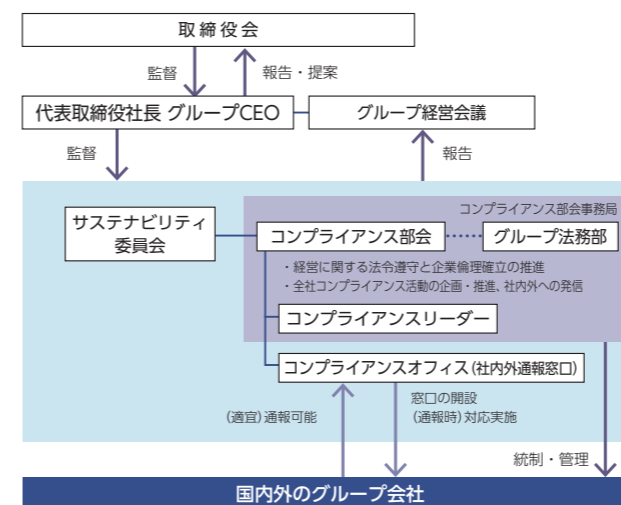 取締役会
監督
報告・提案
代表取締役社長 グループCEO
グループ経営会議
監督
報告
コンプライアンス部会事務局
サステナビリティ
委員会
コンプライアンス部会
グループ法務部
・経営に関する法令遵守と企業倫理確立の推進
・全社コンプライアンス活動の企画・推進、社内外への発信
コンプライアンスリーダー
コンプライアンスオフィス(社内外通報窓口)
(適宜)通報可能
窓口の開設
(通報時)対応実施
統制・管理
国内外のグループ会社